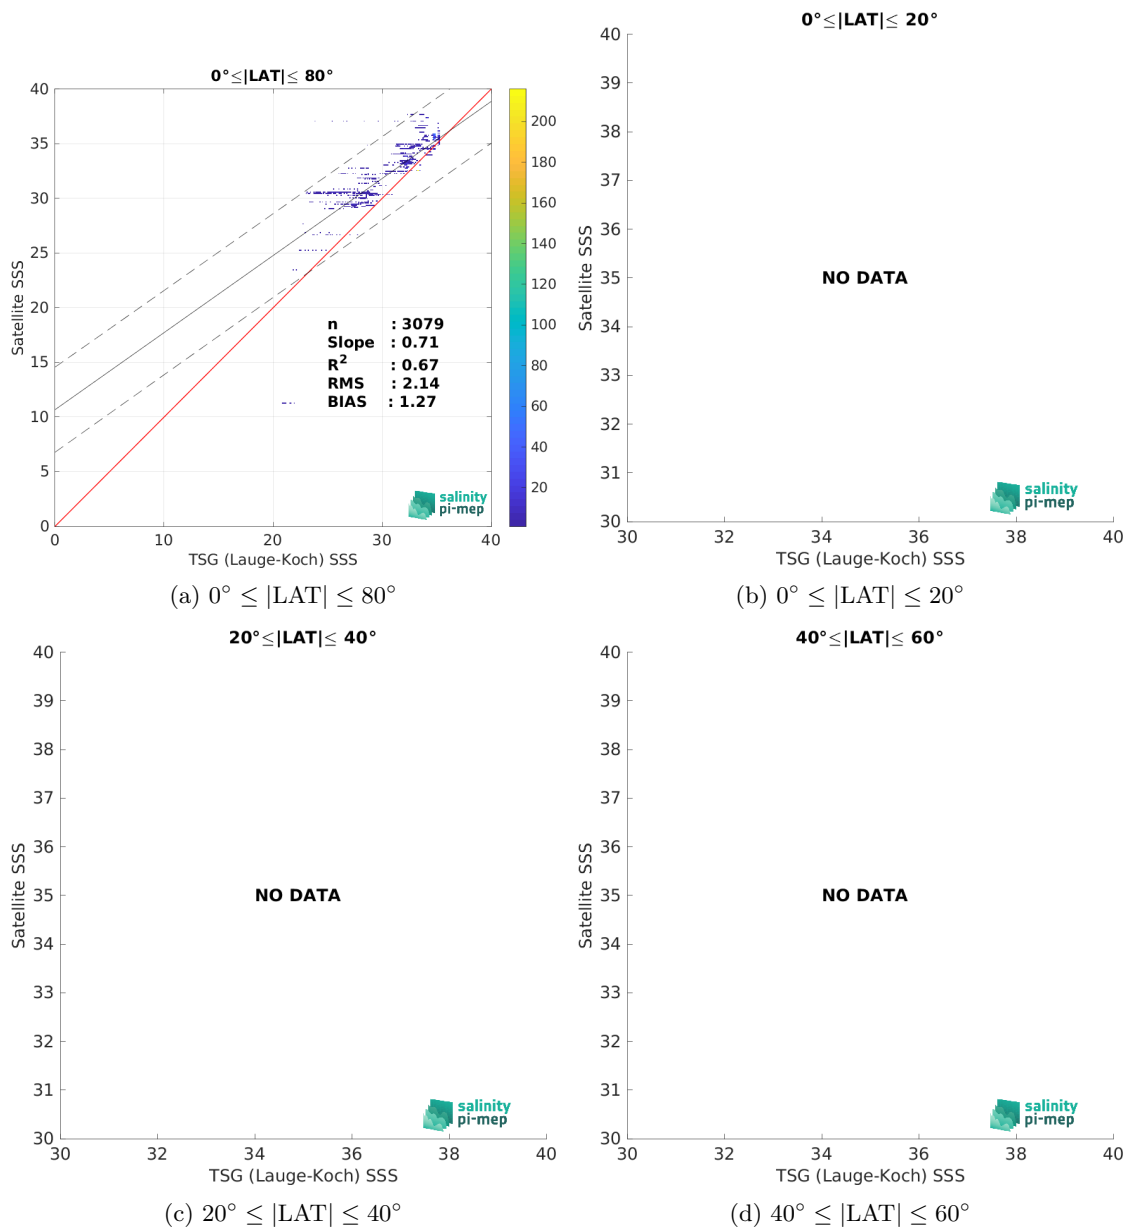 0°≤|LAT|≤ 80°
40
35
30
25
20
15
10
5
0
Satellite SSS
n : 3079
Slope : 0.71
R² : 0.67
RMS : 2.14
BIAS : 1.27
salinity
pi-mep
0 10 20 30 40
TSG (Lauge-Koch) SSS
200
180
160
140
120
100
80
60
40
20
(a) 0° ≤ |LAT| ≤ 80°
0°≤|LAT|≤ 20°
40
39
38
37
36
35
34
33
32
31
30
Satellite SSS
NO DATA
salinity
pi-mep
30 32 34 36 38 40
TSG (Lauge-Koch) SSS
(b) 0° ≤ |LAT| ≤ 20°
20°≤|LAT|≤ 40°
40
39
38
37
36
35
34
33
32
31
30
Satellite SSS
NO DATA
salinity
pi-mep
30 32 34 36 38 40
TSG (Lauge-Koch) SSS
(c) 20° ≤ |LAT| ≤ 40°
40°≤|LAT|≤ 60°
40
39
38
37
36
35
34
33
32
31
30
Satellite SSS
NO DATA
salinity
pi-mep
30 32 34 36 38 40
TSG (Lauge-Koch) SSS
(d) 40° ≤ |LAT| ≤ 60°